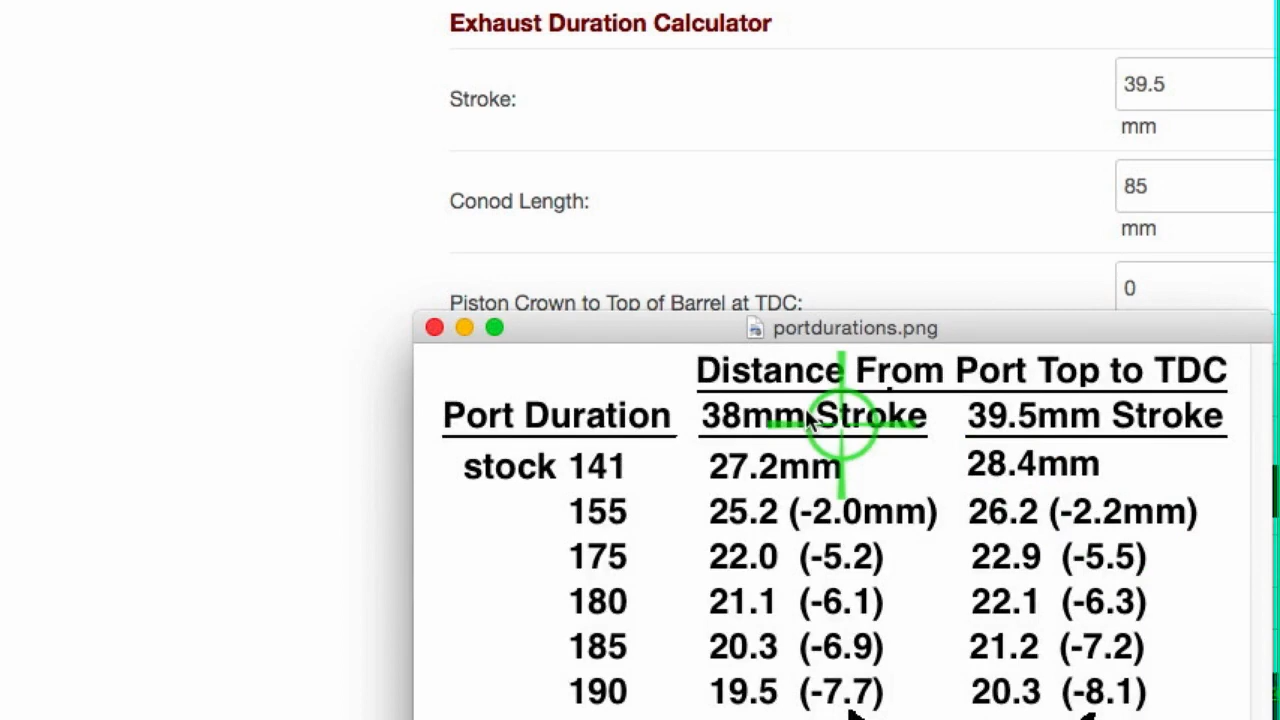 Exhaust Duration Calculator
Stroke:
39.5
mm
Conod Length:
85
mm
Piston Crown to Top of Barrel at TDC:
0
portdurations.png
Distance From Port Top to TDC
Port Duration 38mm Stroke 39.5mm Stroke
stock 141 27.2mm 28.4mm
155 25.2 (-2.0mm) 26.2 (-2.2mm)
175 22.0 (-5.2) 22.9 (-5.5)
180 21.1 (-6.1) 22.1 (-6.3)
185 20.3 (-6.9) 21.2 (-7.2)
190 19.5 (-7.7) 20.3 (-8.1)